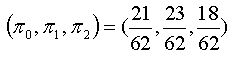 (π₀, π₁, π₂) = (21/62, 23/62, 18/62)